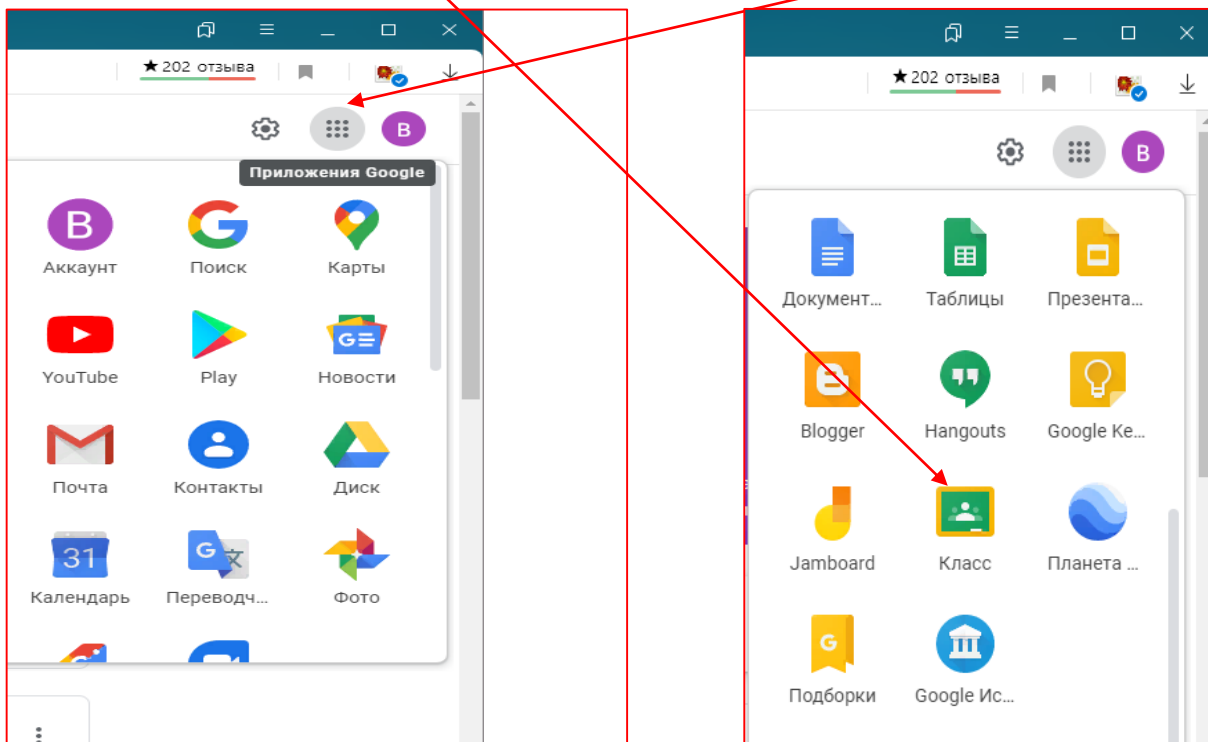 ★ 202 отзыва
B
Приложения Google
B
Аккаунт Поиск Карты
G
YouTube Play Новости
Почта Контакты Диск
31 G 文
Календарь Переводч... Фото
★ 202 отзыва
B
Документ... Таблицы Презента...
Blogger Hangouts Google Ke...
Jamboard Класс Планета ...
G
Подборки Google Ис...